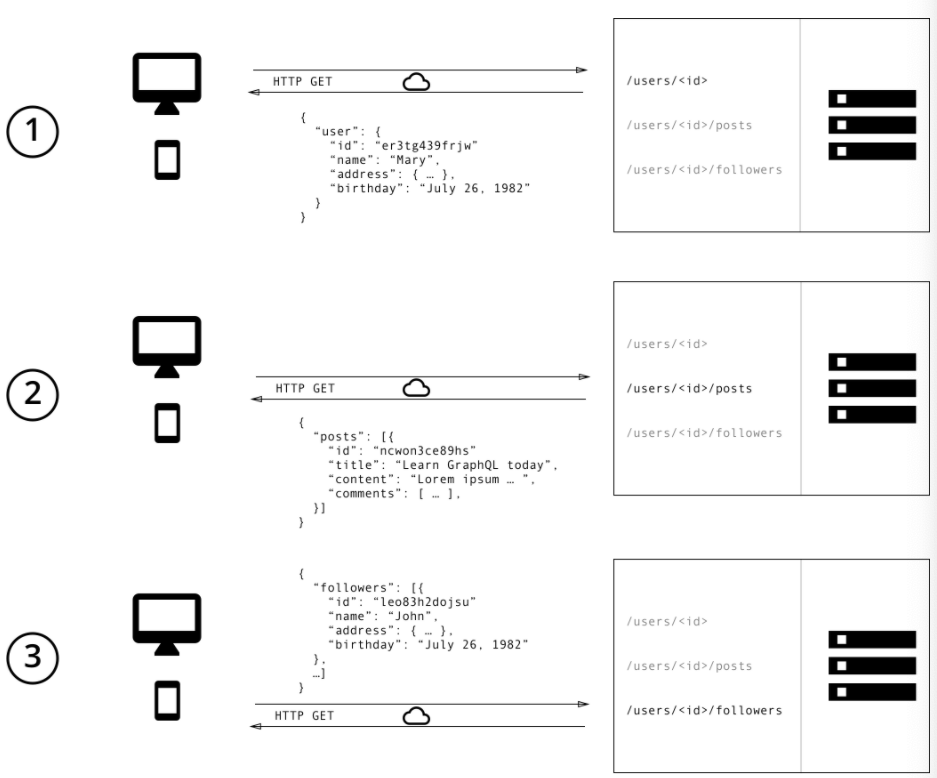 1
HTTP GET
{
“user”: {
“id”: “er3tg439frjw”
“name”: “Mary”,
“address”: { … },
“birthday”: “July 26, 1982”
}
}
/users/<id>
/users/<id>/posts
/users/<id>/followers
2
HTTP GET
{
“posts”: [{
“id”: “ncwon3ce89hs”
“title”: “Learn GraphQL today”,
“content”: “Lorem ipsum … ”,
“comments”: [ … ],
}]
}
/users/<id>
/users/<id>/posts
/users/<id>/followers
3
{
“followers”: [{
“id”: “leo83h2dojsu”
“name”: “John”,
“address”: { … },
“birthday”: “July 26, 1982”
},
…]
}
HTTP GET
/users/<id>
/users/<id>/posts
/users/<id>/followers